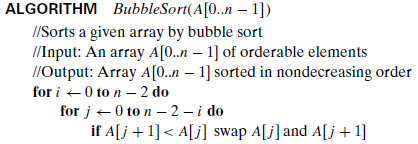 ALGORITHM BubbleSort(A[0..n − 1])
//Sorts a given array by bubble sort
//Input: An array A[0..n − 1] of orderable elements
//Output: Array A[0..n − 1] sorted in nondecreasing order
for i ← 0 to n − 2 do
for j ← 0 to n − 2 − i do
if A[j + 1] < A[j] swap A[j] and A[j + 1]